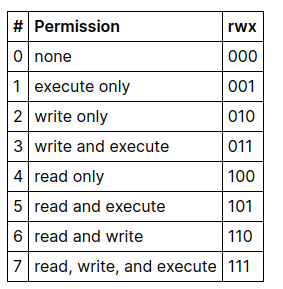 # Permission rwx
0 none 000
1 execute only 001
2 write only 010
3 write and execute 011
4 read only 100
5 read and execute 101
6 read and write 110
7 read, write, and execute 111